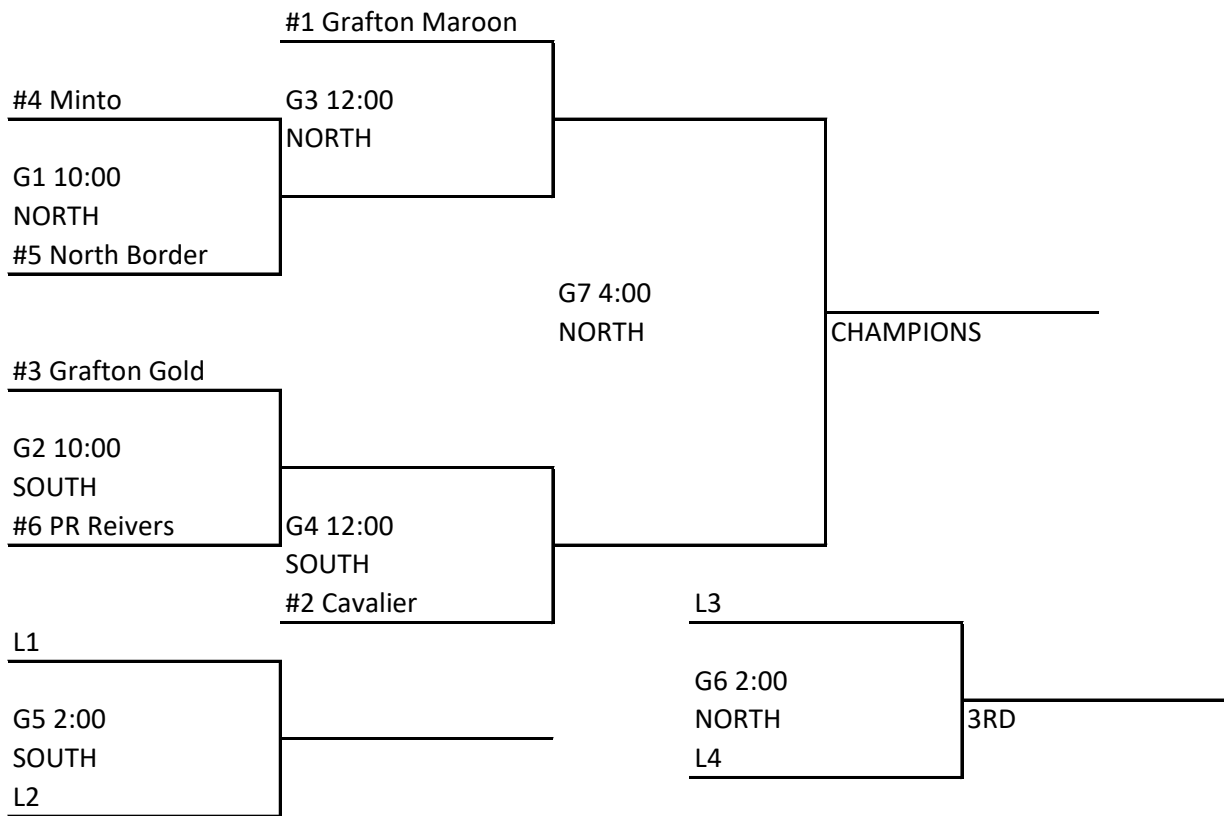 #1 Grafton Maroon
#4 Minto
G3 12:00
NORTH
G1 10:00
NORTH
#5 North Border
G7 4:00
NORTH
CHAMPIONS
#3 Grafton Gold
G2 10:00
SOUTH
#6 PR Reivers
G4 12:00
SOUTH
#2 Cavalier
L3
L1
G6 2:00
NORTH
3RD
G5 2:00
SOUTH
L4
L2